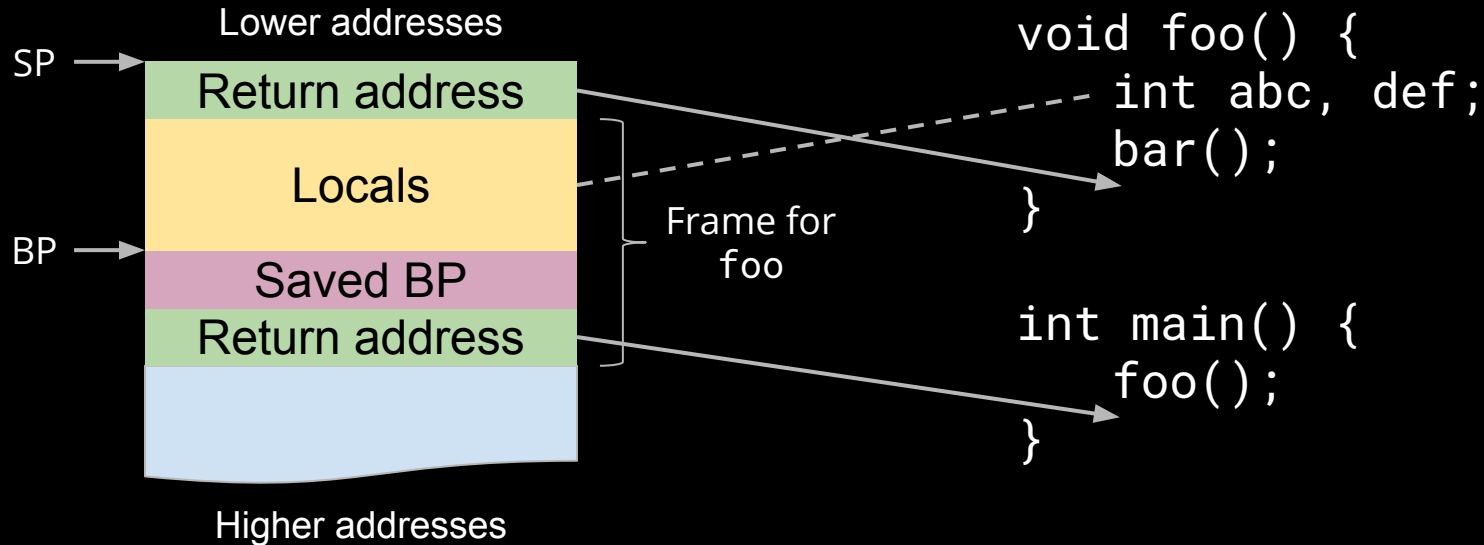 Lower addresses
SP
Return address
Locals
BP
Saved BP
Return address
Higher addresses
Frame for
foo
void foo() {
int abc, def;
bar();
}
int main() {
foo();
}